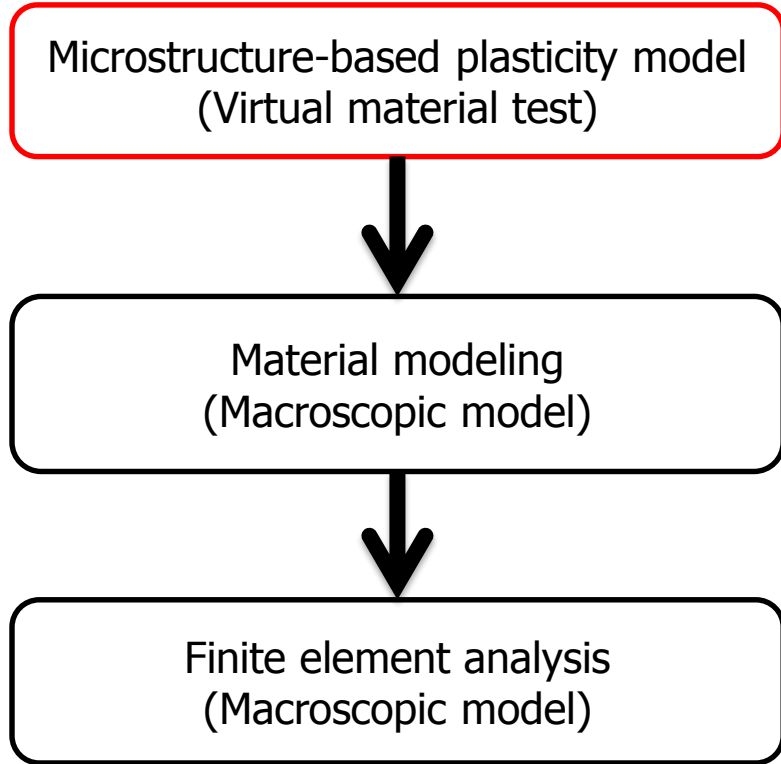 Microstructure-based plasticity model
(Virtual material test)
Material modeling
(Macroscopic model)
Finite element analysis
(Macroscopic model)